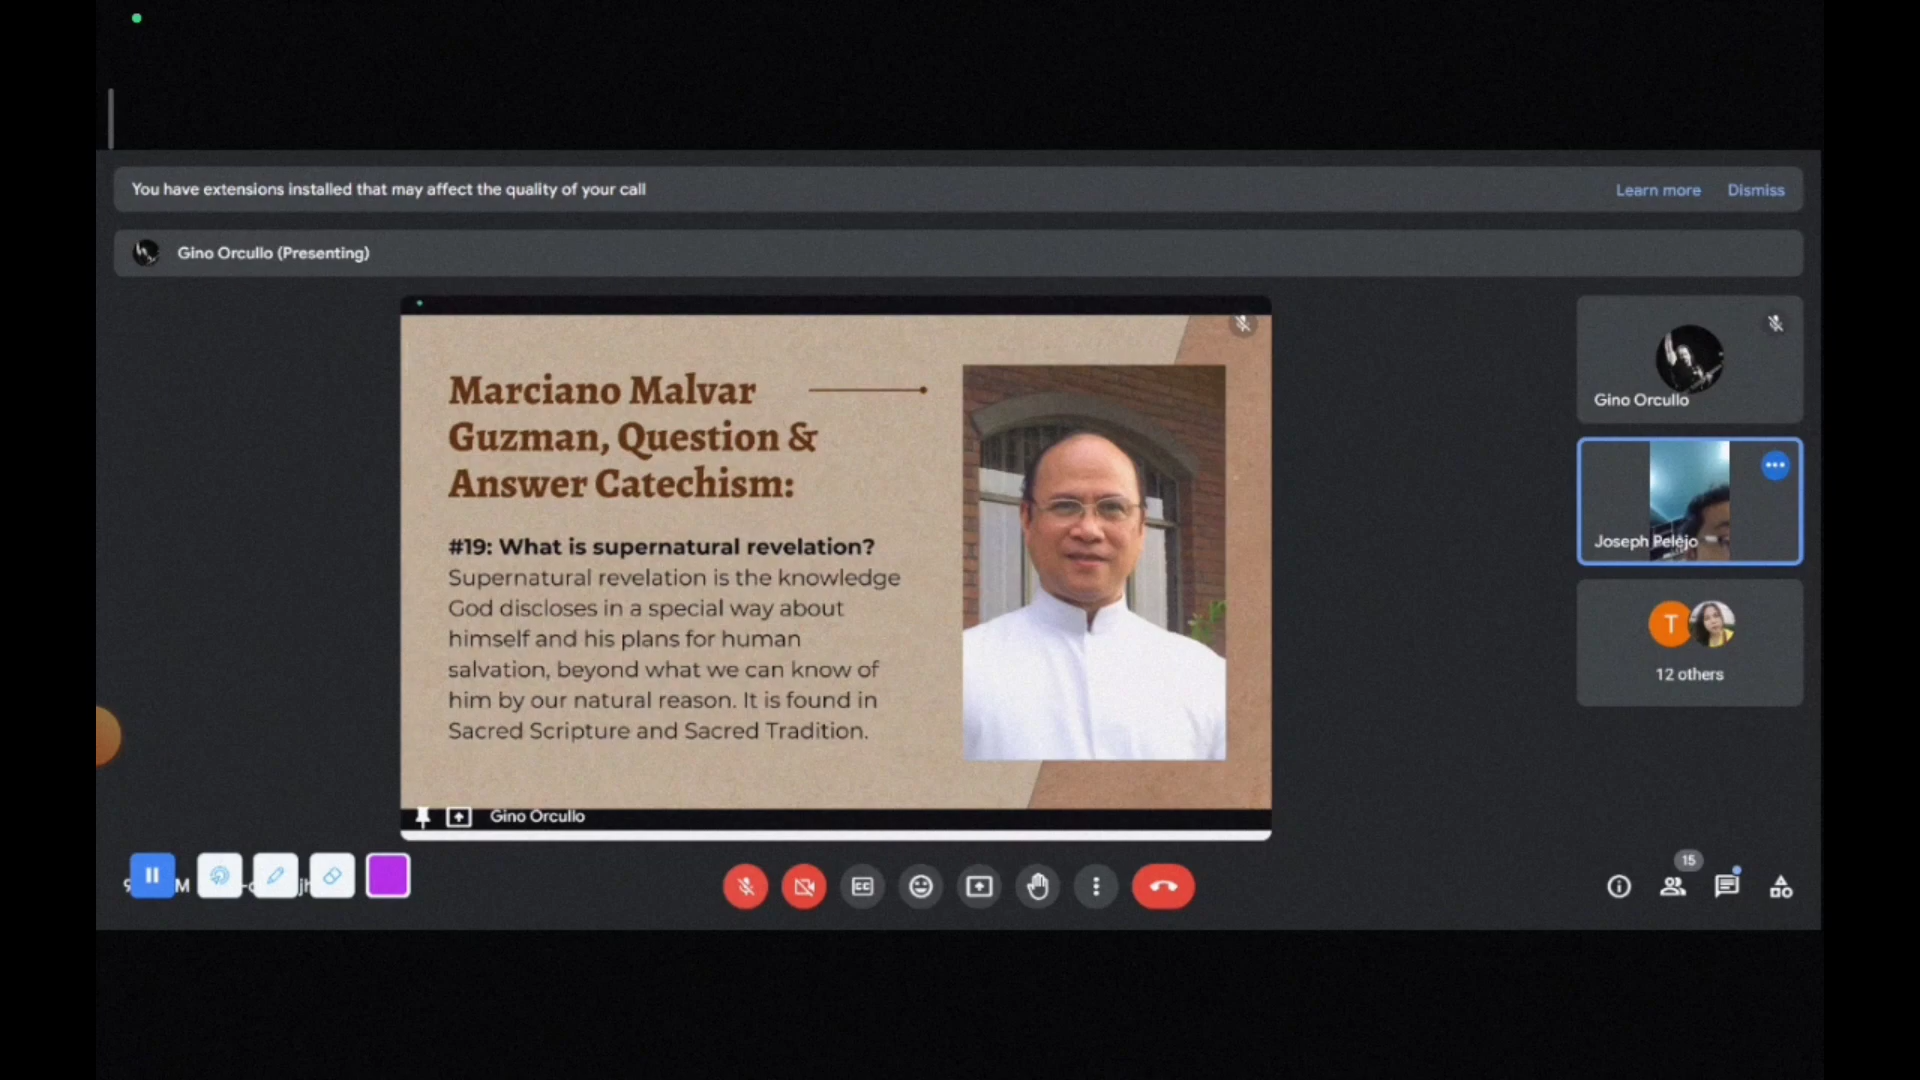 You have extensions installed that may affect the quality of your call
Learn more
Dismiss
Gino Orcullo (Presenting)
Marciano Malvar
Guzman, Question &
Answer Catechism:
#19: What is supernatural revelation?
Supernatural revelation is the knowledge
God discloses in a special way about
himself and his plans for human
salvation, beyond what we can know of
him by our natural reason. It is found in
Sacred Scripture and Sacred Tradition.
Gino Orcullo
Gino Orcullo
Joseph Pelejo
T
12 others
CC
15